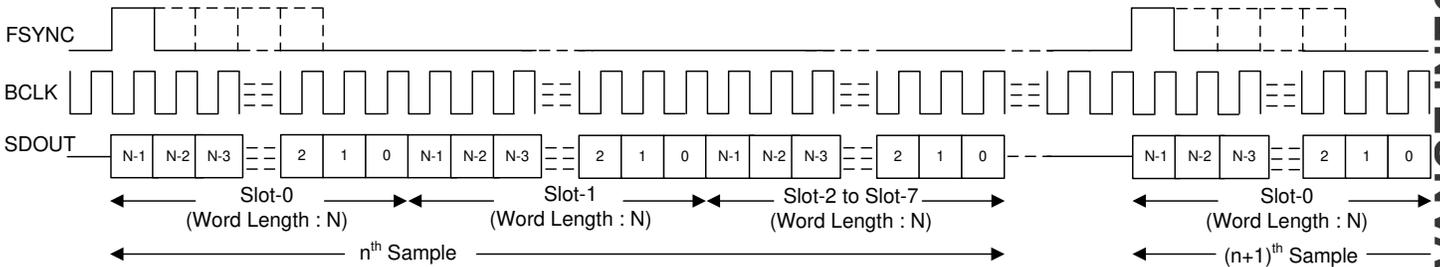 FSYNC
BCLK
SDOUT
N-1 N-2 N-3 2 1 0 N-1 N-2 N-3 2 1 0 N-1 N-2 N-3 2 1 0 N-1 N-2 N-3 2 1 0
Slot-0 Slot-1 Slot-2 to Slot-7 Slot-0
(Word Length : N) (Word Length : N) (Word Length : N) (Word Length : N)
nth Sample (n+1)th Sample